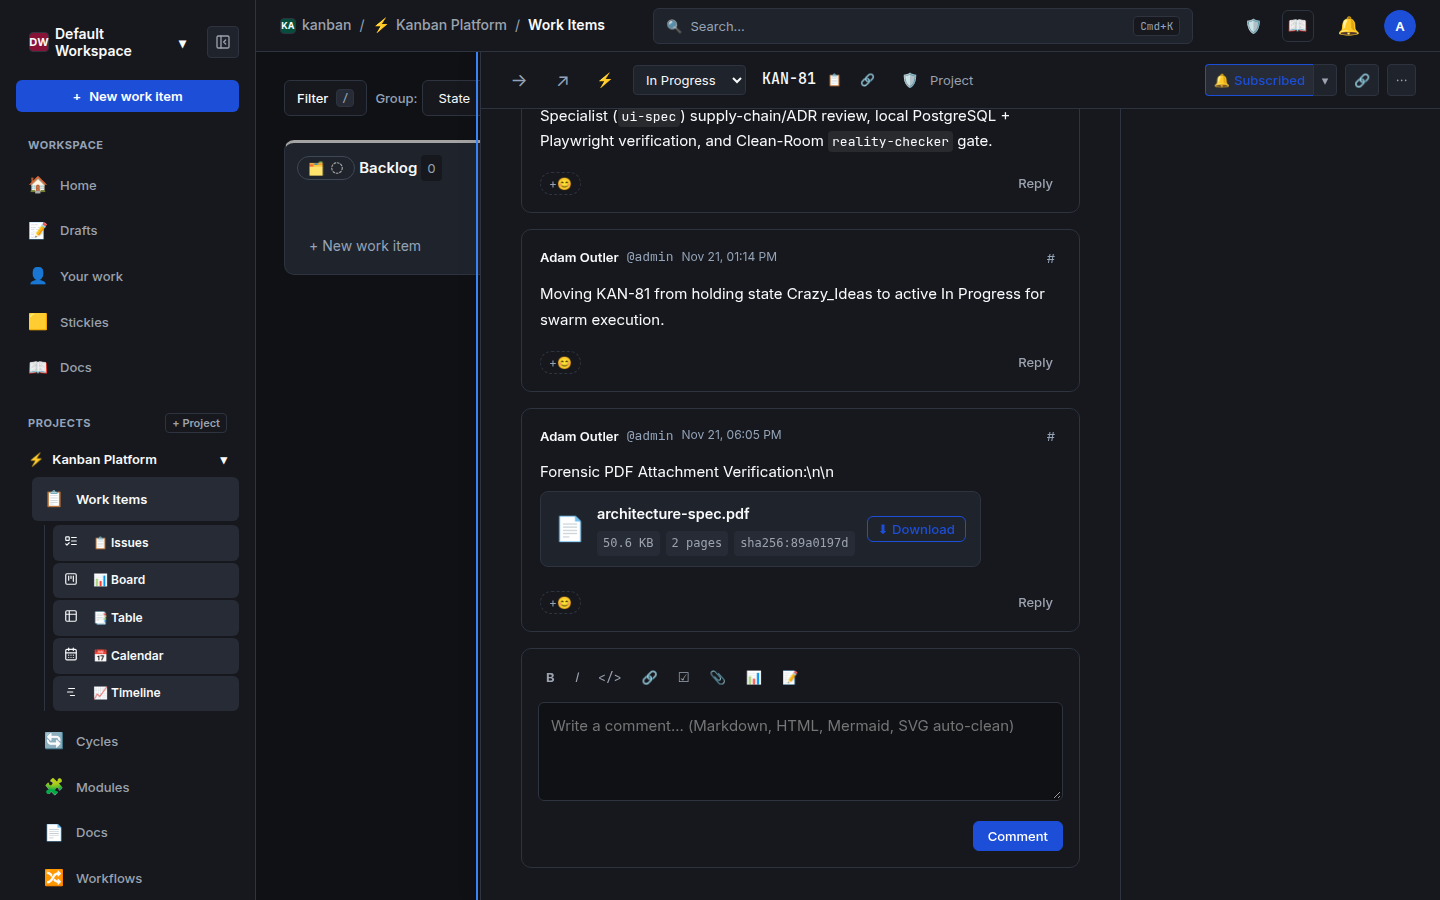 DW Default Workspace ▼
+ New work item
WORKSPACE
Home
Drafts
Your work
Stickies
Docs
PROJECTS + Project
Kanban Platform ▼
Work Items
Issues
Board
Table
Calendar
Timeline
Cycles
Modules
Docs
Workflows
KA kanban / ⚡ Kanban Platform / Work Items
Search... Cmd+K
A
Filter / Group: State
Backlog 0
+ New work item
In Progress KAN-81 Project
Subscribed ▾ ...
Specialist (ui-spec) supply-chain/ADR review, local PostgreSQL +
Playwright verification, and Clean-Room reality-checker gate.
+😊 Reply
Adam Outler @admin Nov 21, 01:14 PM #
Moving KAN-81 from holding state Crazy_Ideas to active In Progress for
swarm execution.
+😊 Reply
Adam Outler @admin Nov 21, 06:05 PM #
Forensic PDF Attachment Verification:\n\n
architecture-spec.pdf
50.6 KB 2 pages sha256:89a0197d
⬇ Download
+😊 Reply
B I </>
Write a comment... (Markdown, HTML, Mermaid, SVG auto-clean)
Comment